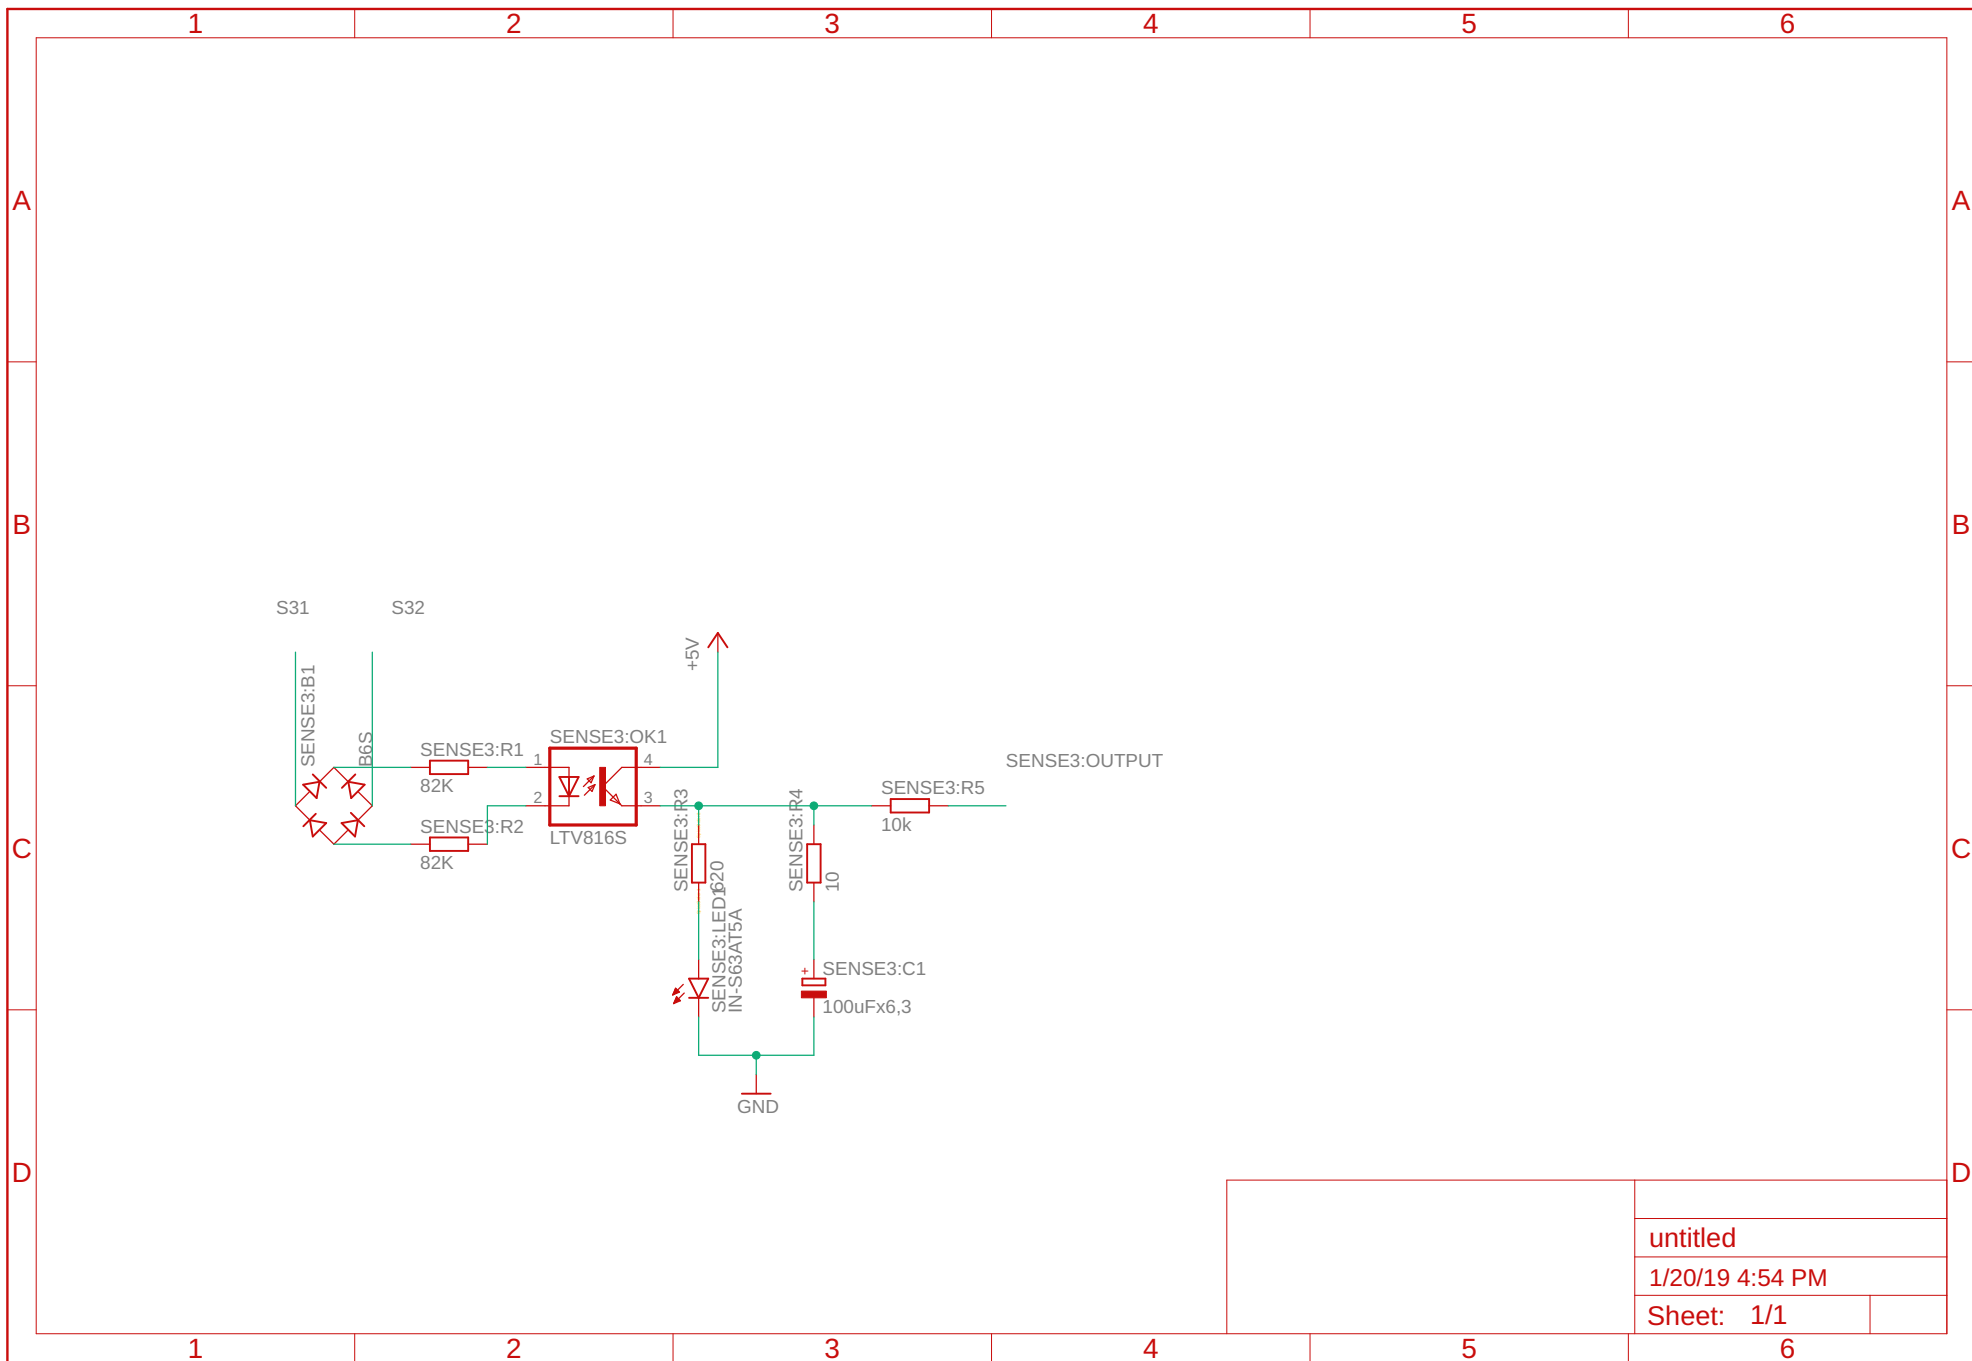 1 2 3 4 5 6
A A
B B
S31 S32
+5V
SENSE3:B1
B6S
SENSE3:R1
82K
SENSE3:R2
82K
SENSE3:OK1
1 4
2 3
LTV816S
SENSE3:OUTPUT
SENSE3:R5
10k
SENSE3:R3
620
SENSE3:R4
10
C C
SENSE3:LED1
IN-S63AT5A
+
SENSE3:C1
100uFx6,3
GND
D D
untitled
1/20/19 4:54 PM
Sheet: 1/1
1 2 3 4 5 6